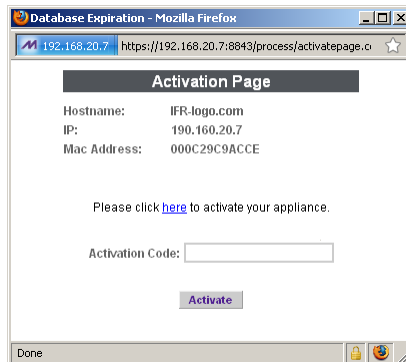 Database Expiration - Mozilla Firefox
192.168.20.7 https://192.168.20.7:8843/process/activatepage.c
Activation Page
Hostname: IFR-logo.com
IP: 190.160.20.7
Mac Address: 000C29C9ACCE
Please click here to activate your appliance.
Activation Code:
Activate
Done